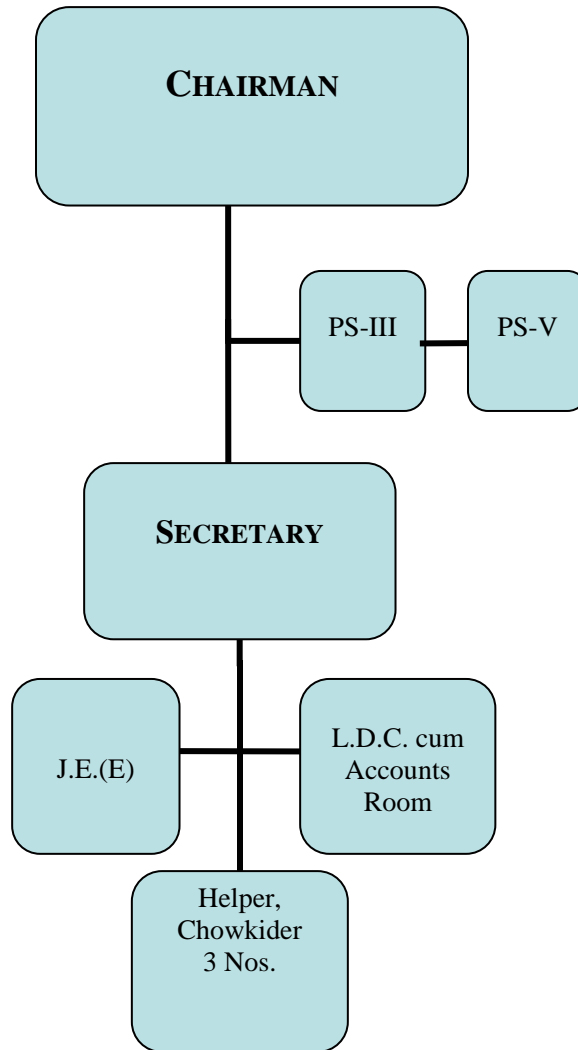 CHAIRMAN
PS-III
PS-V
SECRETARY
J.E.(E)
L.D.C. cum
Accounts
Room
Helper,
Chowkider
3 Nos.